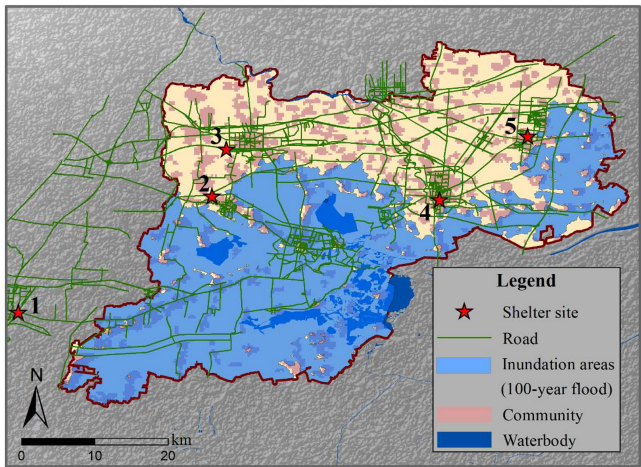 3
5
2
4
1
N
km
0 10 20
Legend
Shelter site
Road
Inundation areas
(100-year flood)
Community
Waterbody